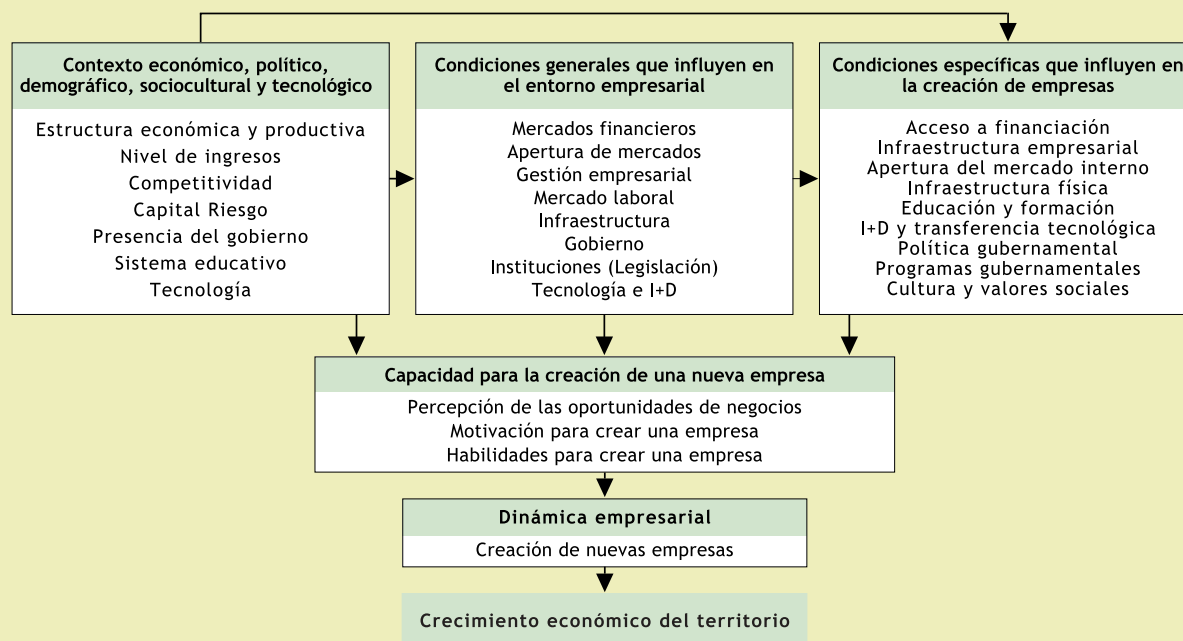 Contexto económico, político,
demográfico, sociocultural y tecnológico
Estructura económica y productiva
Nivel de ingresos
Competitividad
Capital Riesgo
Presencia del gobierno
Sistema educativo
Tecnología
Condiciones generales que influyen en
el entorno empresarial
Mercados financieros
Apertura de mercados
Gestión empresarial
Mercado laboral
Infraestructura
Gobierno
Instituciones (Legislación)
Tecnología e I+D
Condiciones específicas que influyen en
la creación de empresas
Acceso a financiación
Infraestructura empresarial
Apertura del mercado interno
Infraestructura física
Educación y formación
I+D y transferencia tecnológica
Política gubernamental
Programas gubernamentales
Cultura y valores sociales
Capacidad para la creación de una nueva empresa
Percepción de las oportunidades de negocios
Motivación para crear una empresa
Habilidades para crear una empresa
Dinámica empresarial
Creación de nuevas empresas
Crecimiento económico del territorio